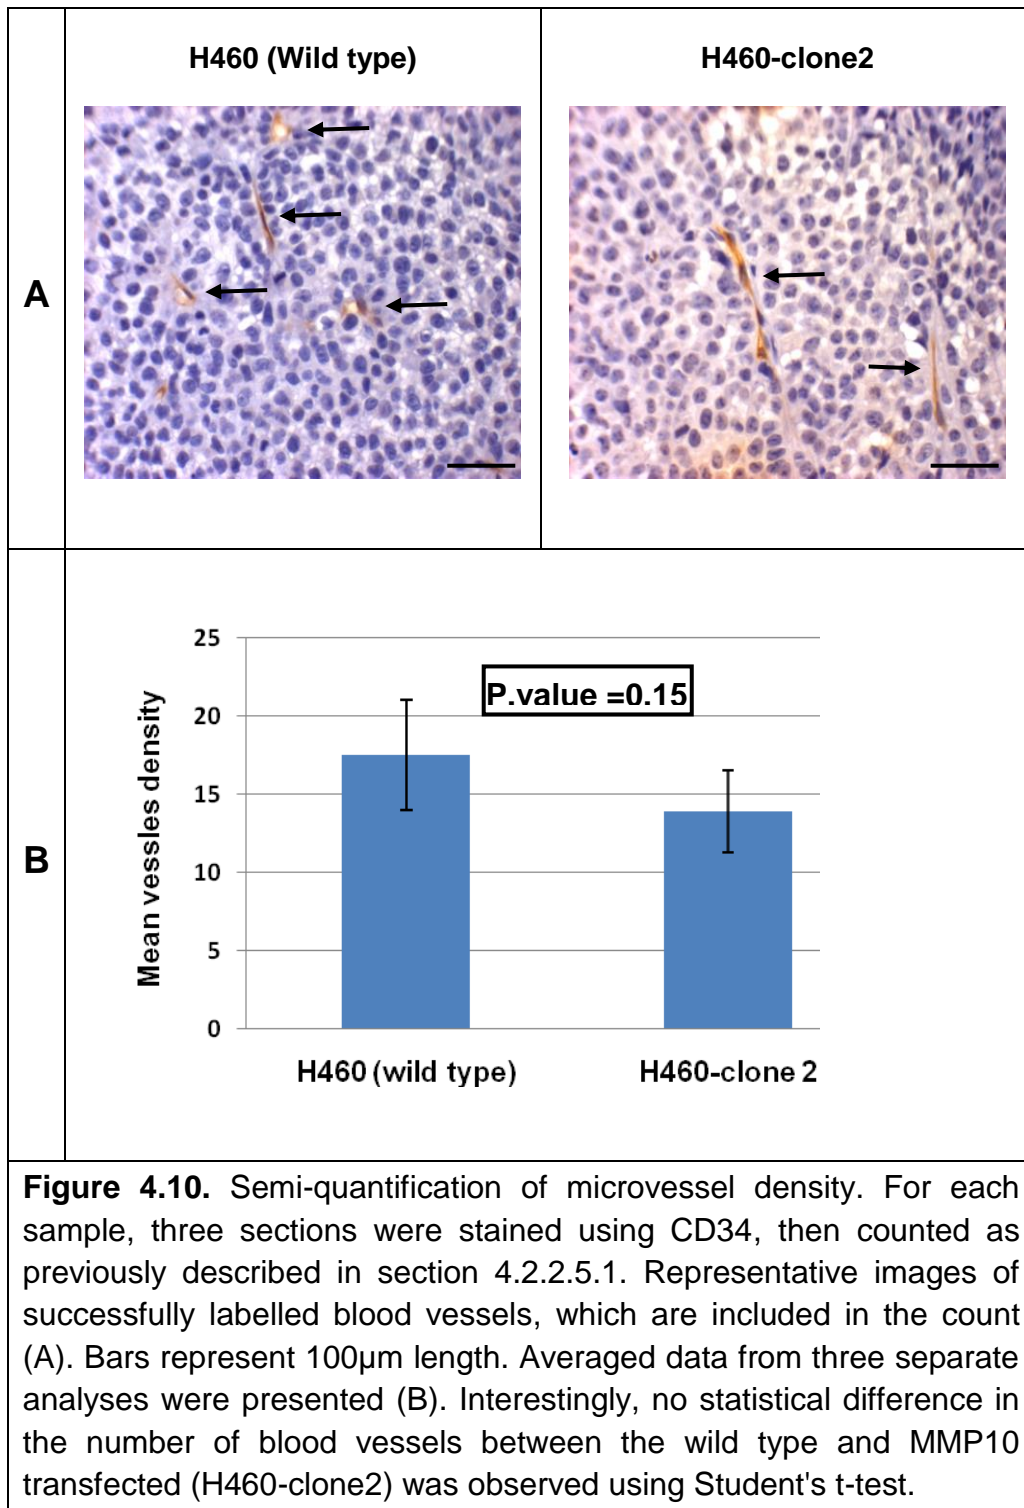 H460 (Wild type)
H460-clone2
A
B
25
20
15
10
5
0
Mean vessles density
P.value =0.15
H460 (wild type)
H460-clone 2
Figure 4.10. Semi-quantification of microvessel density. For each
sample, three sections were stained using CD34, then counted as
previously described in section 4.2.2.5.1. Representative images of
successfully labelled blood vessels, which are included in the count
(A). Bars represent 100µm length. Averaged data from three separate
analyses were presented (B). Interestingly, no statistical difference in
the number of blood vessels between the wild type and MMP10
transfected (H460-clone2) was observed using Student's t-test.